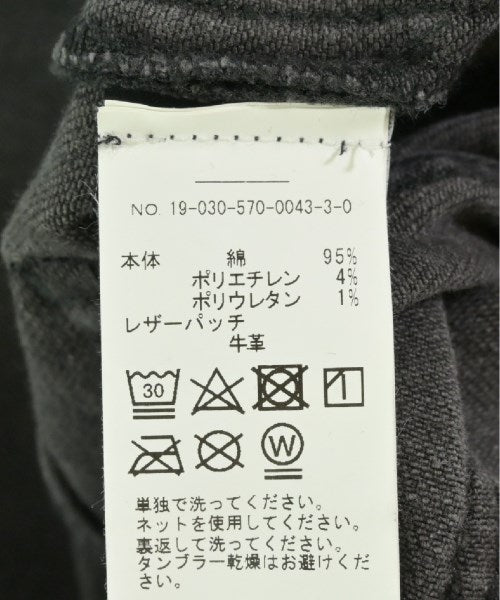 NO. 19-030-570-0043-3-0
本体 綿 95%
ポリエチレン 4%
ポリウレタン 1%
レザーパッチ
牛革
30
W
単独で洗ってください。
ネットを使用してください。
裏返して洗ってください。
タンブラー乾燥はお避けくださ
い。